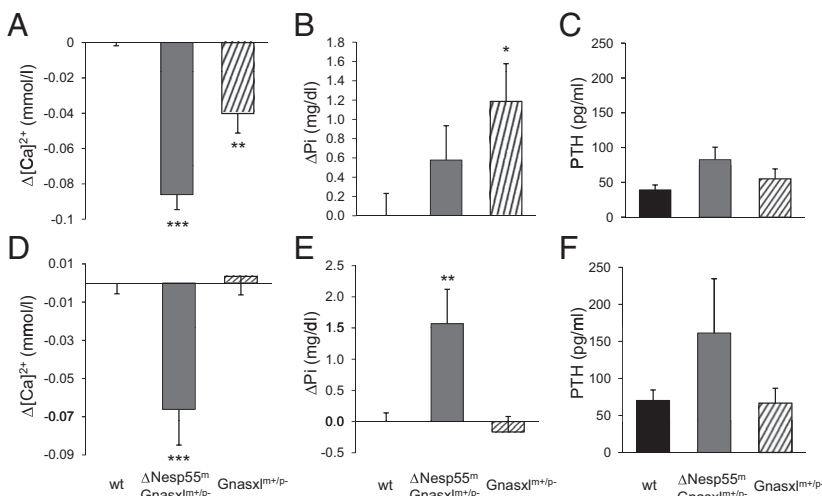 A
Δ[Ca]²⁺ (mmol/l)
0
-0.02
-0.04
-0.06
-0.08
-0.1
***
**
B
ΔPi (mg/dl)
1.8
1.6
1.4
1.2
1.0
0.8
0.6
0.4
0.2
0.0
*
C
PTH (pg/ml)
250
200
150
100
50
0
D
Δ[Ca]²⁺ (mmol/l)
0.01
-0.01
-0.03
-0.05
-0.07
-0.09
***
E
ΔPi (mg/dl)
2.5
2.0
1.5
1.0
0.5
0.0
-0.5
**
F
PTH (pg/ml)
250
200
150
100
50
0
wt
ΔNesp55ᵐ
Gnasxlᵐ⁺/ᵖ⁻
Gnasxlᵐ⁺/ᵖ⁻
wt
ΔNesp55ᵐ
Gnasxlᵐ⁺/ᵖ⁻
Gnasxlᵐ⁺/ᵖ⁻
wt
ΔNesp55ᵐ
Gnasxlᵐ⁺/ᵖ⁻
Gnasxlᵐ⁺/ᵖ⁻